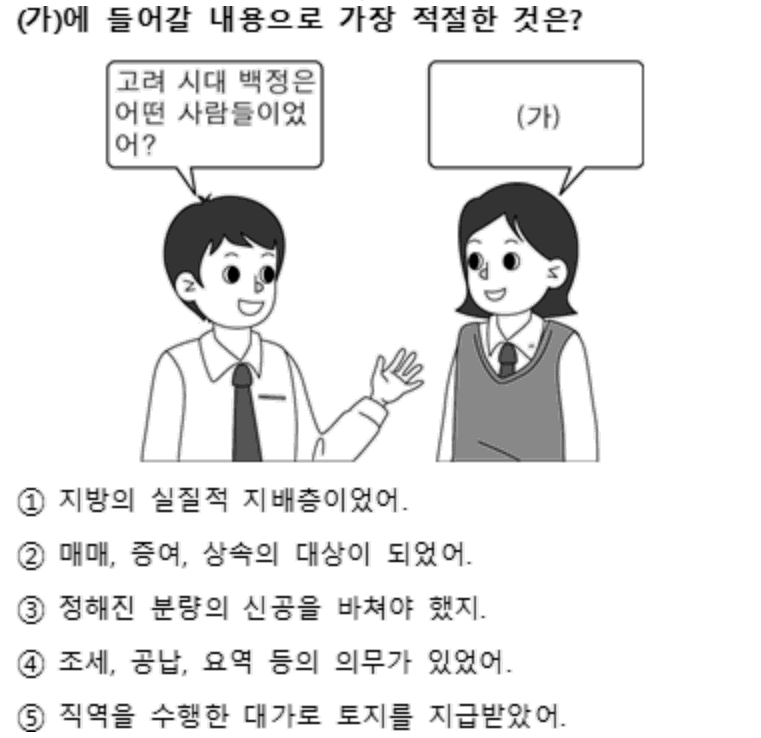 (가)에 들어갈 내용으로 가장 적절한 것은?
고려 시대 백정은
어떤 사람들이었
어?
(가)
① 지방의 실질적 지배층이었어.
② 매매, 증여, 상속의 대상이 되었어.
③ 정해진 분량의 신공을 바쳐야 했지.
④ 조세, 공납, 요역 등의 의무가 있었어.
⑤ 직역을 수행한 대가로 토지를 지급받았어.